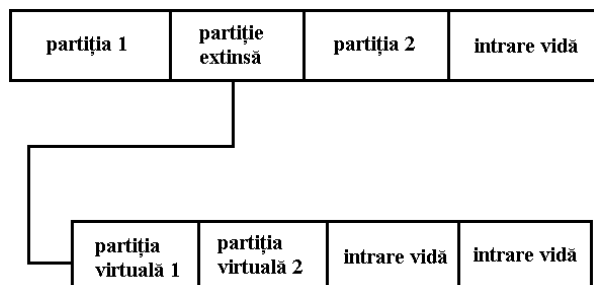 partiția 1
partiție
extinsă
partiția 2
intrare vidă
partiția
virtuală 1
partiția
virtuală 2
intrare vidă
intrare vidă